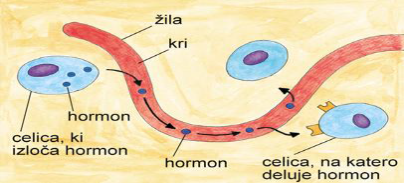 žila
kri
hormon
celica, ki
izloča hormon
hormon
celica, na katero
deluje hormon